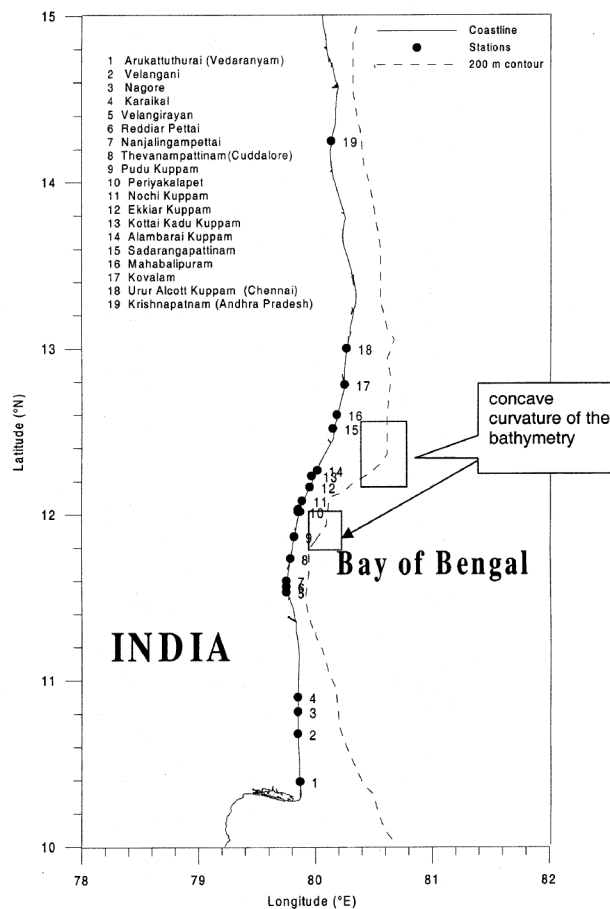 15
Coastline
Stations
200 m contour
1 Arukattuthurai (Vedaranyam)
2 Velangani
3 Nagore
4 Karaikal
5 Velangirayan
6 Reddiar Pettai
7 Nanjalingampettai
8 Thevanampattinam(Cuddalore)
9 Pudu Kuppam
10 Periyakalapet
11 Nochi Kuppam
12 Ekkiar Kuppam
13 Kottai Kadu Kuppam
14 Alambarai Kuppam
15 Sadarangapattinam
16 Mahabalipuram
17 Kovalam
18 Urur Alcott Kuppam (Chennai)
19 Krishnapatnam (Andhra Pradesh)
19
14
13
18
17
16
15
concave
curvature of the
bathymetry
14
13
12
11
10
12
9
8
Bay of Bengal
7
6
5
INDIA
11
4
3
2
1
10
78
79
80
81
82
Latitude (°N)
Longitude (°E)